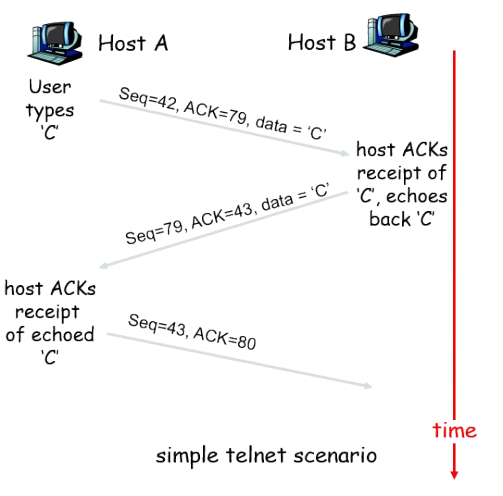 Host A
Host B
User
types
‘C’
Seq=42, ACK=79, data = ‘C’
host ACKs
receipt of
‘C’, echoes
back ‘C’
Seq=79, ACK=43, data = ‘C’
host ACKs
receipt
of echoed
‘C’
Seq=43, ACK=80
time
simple telnet scenario